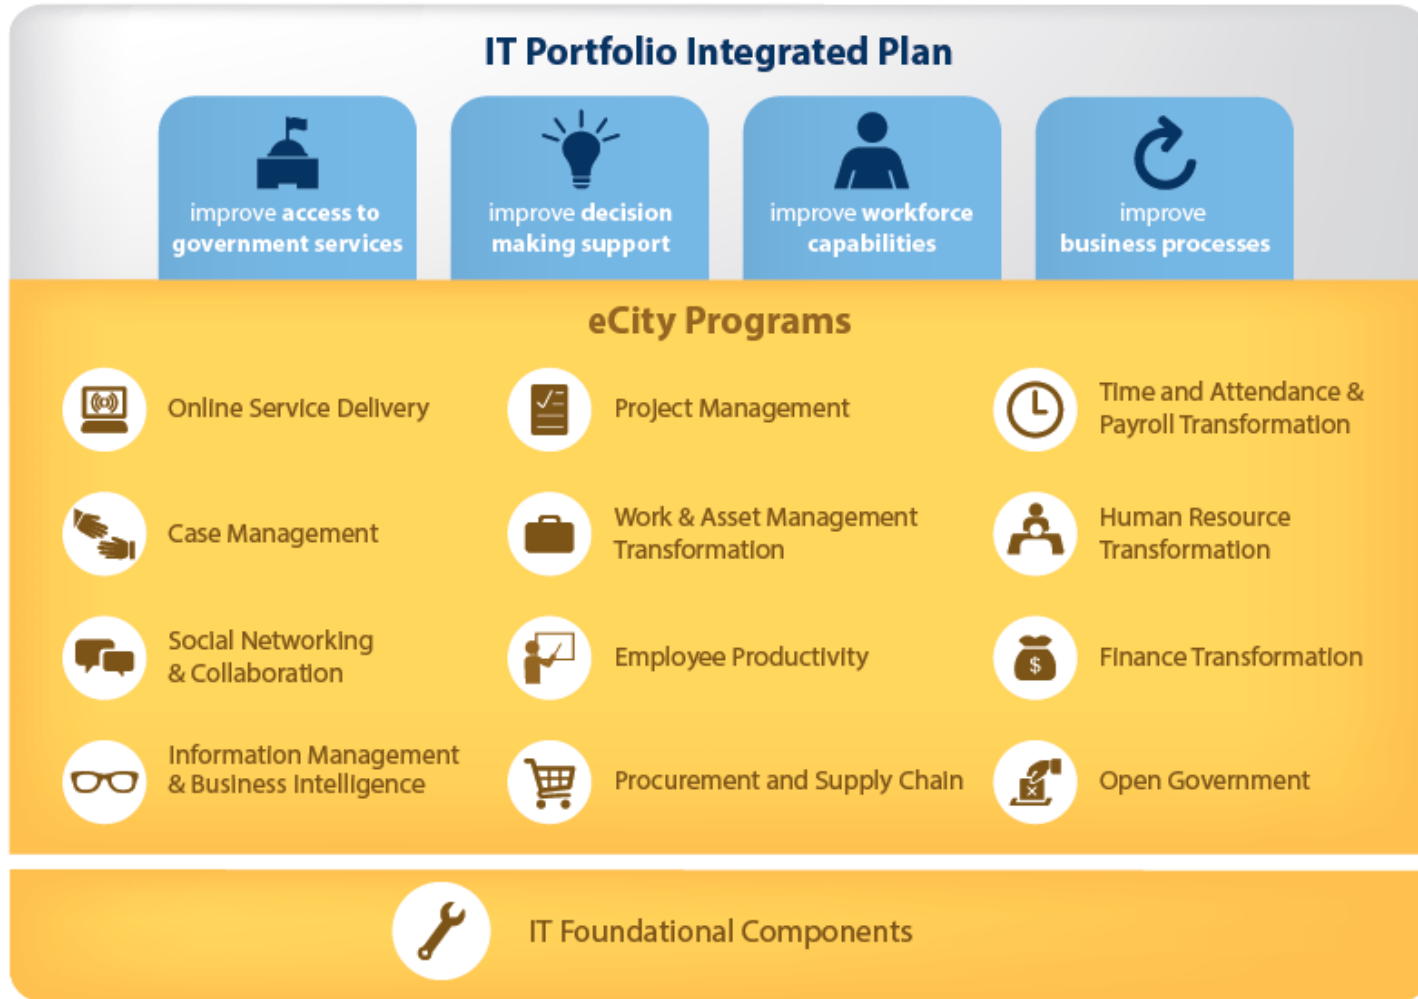 IT Portfolio Integrated Plan
improve access to
government services
improve decision
making support
improve workforce
capabilities
improve
business processes
eCity Programs
Online Service Delivery
Project Management
Time and Attendance &
Payroll Transformation
Case Management
Work & Asset Management
Transformation
Human Resource
Transformation
Social Networking
& Collaboration
Employee Productivity
$
Finance Transformation
Information Management
& Business Intelligence
Procurement and Supply Chain
Open Government
IT Foundational Components